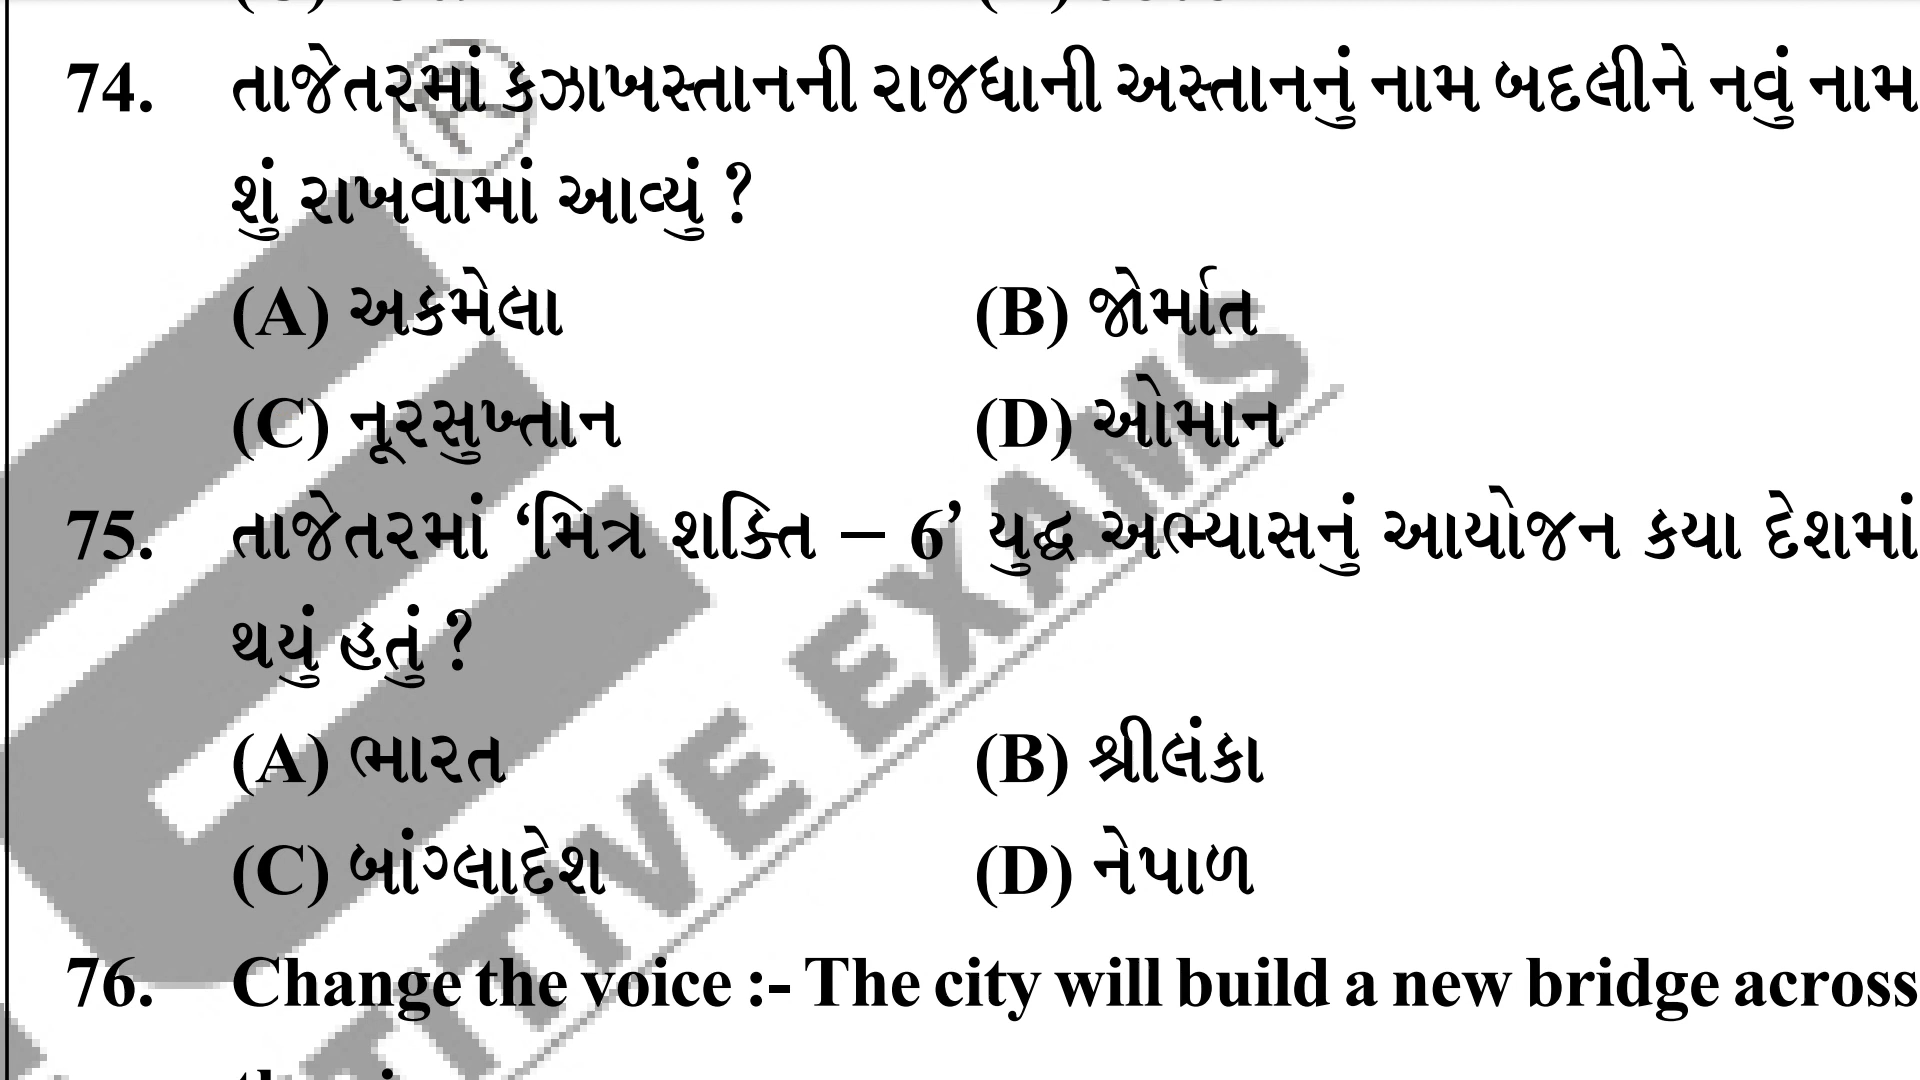 74. તાજેતરમાં કઝાખસ્તાનની રાજધાની અસ્તાનનું નામ બદલીને નવું નામ
શું રાખવામાં આવ્યું ?
(A) અકમેલા (B) જોર્માત
(C) નૂરસુખ્તાન (D) ઓમાન
75. તાજેતરમાં ‘મિત્ર શક્તિ – 6’ યુદ્ધ અભ્યાસનું આયોજન કયા દેશમાં
થયું હતું ?
(A) ભારત (B) શ્રીલંકા
(C) બાંગ્લાદેશ (D) નેપાળ
76. Change the voice :- The city will build a new bridge across
TITIVE EXAMS